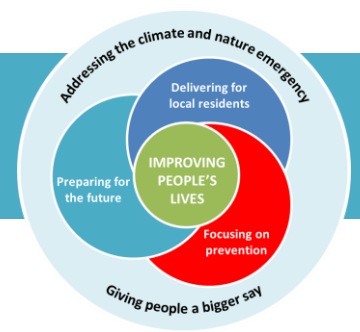 Addressing the climate and nature emergency
Delivering for
local residents
IMPROVING
PEOPLE'S
LIVES
Preparing for
the future
Focusing on
prevention
Giving people a bigger say